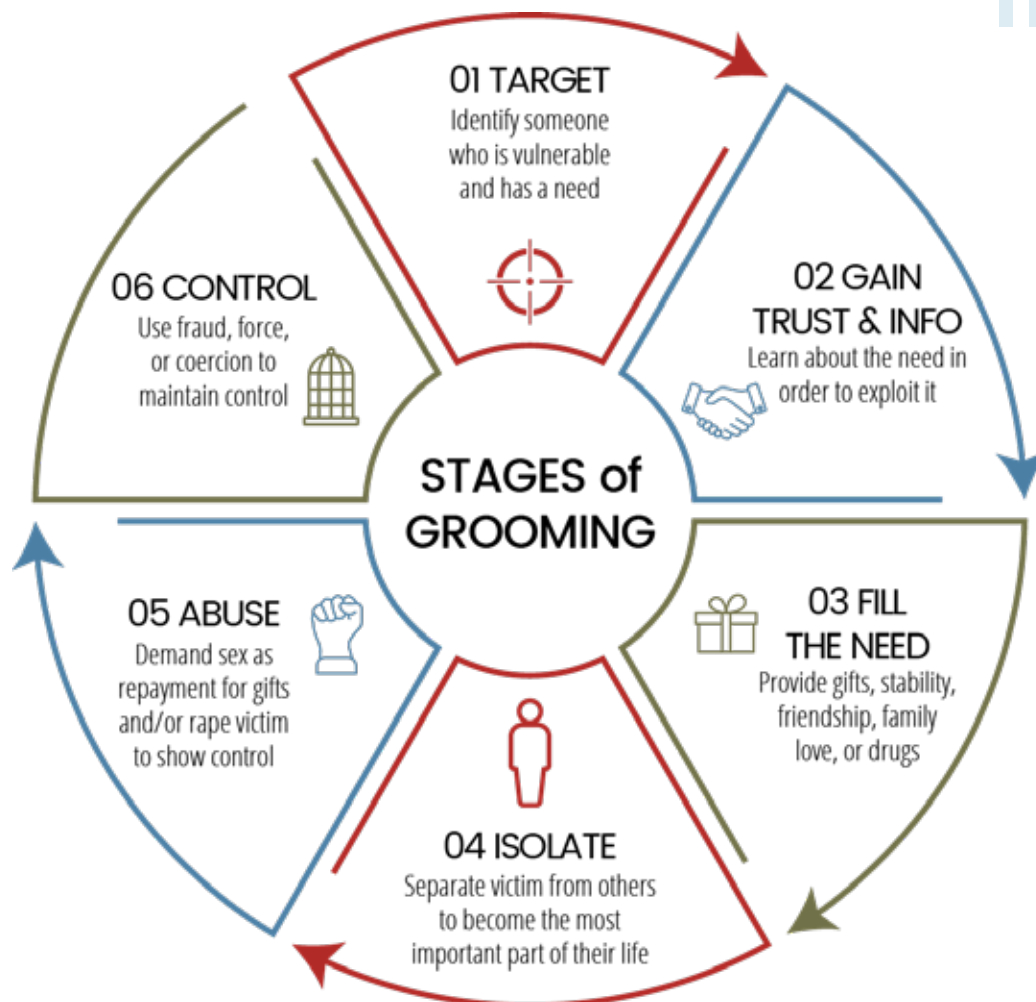 STAGES of
GROOMING
01 TARGET
Identify someone
who is vulnerable
and has a need
02 GAIN
TRUST & INFO
Learn about the need in
order to exploit it
03 FILL
THE NEED
Provide gifts, stability,
friendship, family
love, or drugs
04 ISOLATE
Separate victim from others
to become the most
important part of their life
05 ABUSE
Demand sex as
repayment for gifts
and/or rape victim
to show control
06 CONTROL
Use fraud, force,
or coercion to
maintain control